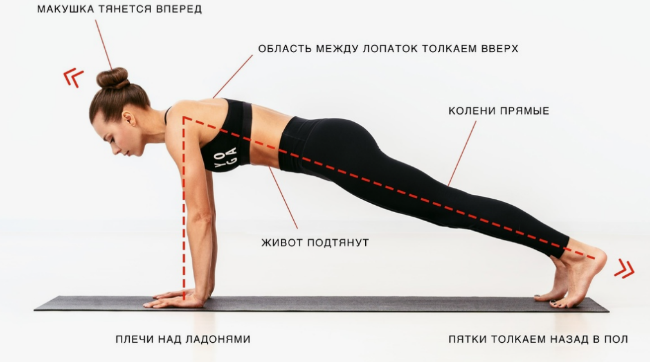 МАКУШКА ТЯНЕТСЯ ВПЕРЕД
ОБЛАСТЬ МЕЖДУ ЛОПАТОК ТОЛКАЕМ ВВЕРХ
КОЛЕНИ ПРЯМЫЕ
YO
GA
ЖИВОТ ПОДТЯНУТ
ПЛЕЧИ НАД ЛАДОНЯМИ
ПЯТКИ ТОЛКАЕМ НАЗАД В ПОЛ